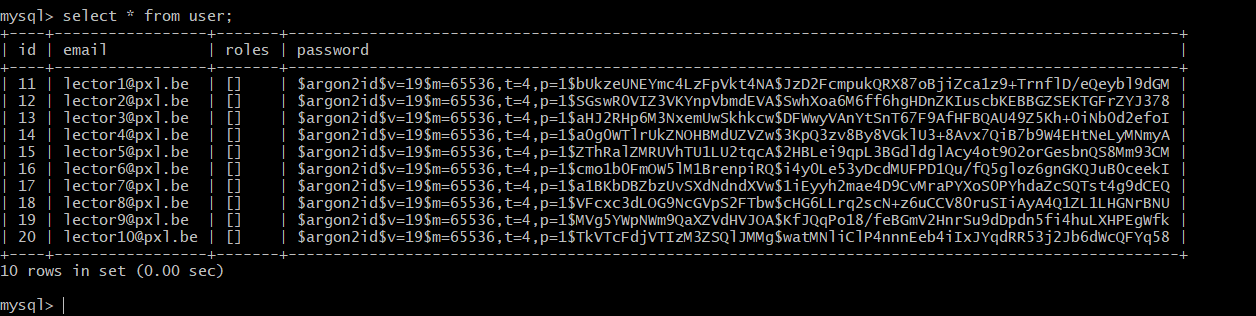 mysql> select * from user;
+----+------------------+-------+---------------------------------------------------------------------------------------------------+
| id | email            | roles | password                                                                                          |
+----+------------------+-------+---------------------------------------------------------------------------------------------------+
| 11 | lector1@pxl.be   | []    | $argon2id$v=19$m=65536,t=4,p=1$bUkzeUNEYmc4LzFpVkt4NA$JzD2FcmpukQRX87oBjiZca1z9+TrnflD/eQeybl9dGM |
| 12 | lector2@pxl.be   | []    | $argon2id$v=19$m=65536,t=4,p=1$SGswR0VIZ3VKYnpVbmdEVA$SwhXoa6M6ff6hgHDnZKIuscbKEBBGZSEKTGFrZYJ378 |
| 13 | lector3@pxl.be   | []    | $argon2id$v=19$m=65536,t=4,p=1$aHJ2RHp6M3NxemUwSkhkcw$DFWwyVAnYtSnT67F9AfHFBQAU49Z5Kh+0iNb0d2efoI |
| 14 | lector4@pxl.be   | []    | $argon2id$v=19$m=65536,t=4,p=1$a0g0WTlrUkZNOHBMdUZVZw$3KpQ3zv8By8VGklU3+8Avx7QiB7b9W4EHtNeLyMNmyA |
| 15 | lector5@pxl.be   | []    | $argon2id$v=19$m=65536,t=4,p=1$ZThRalZMRUVhTU1LU2tqcA$2HBLei9qpL3BGdldglAcy4ot9O2orGesbnQS8Mm93CM |
| 16 | lector6@pxl.be   | []    | $argon2id$v=19$m=65536,t=4,p=1$cmo1b0FmOW5lM1BrenpiRQ$i4y0Le53yDcdMUFPD1Qu/fQ5gloz6gnGKQJuB0ceekI |
| 17 | lector7@pxl.be   | []    | $argon2id$v=19$m=65536,t=4,p=1$a1BKbDBZbzUvSXdNdndXVw$1iEyyh2mae4D9CvMraPYXoSOPYhdaZcSQTst4g9dCEQ |
| 18 | lector8@pxl.be   | []    | $argon2id$v=19$m=65536,t=4,p=1$VFcxc3dLOG9NcGVpS2FTbw$cHG6LLrq2scN+z6uCCV8OruSIiAyA4Q1ZL1LHGNrBNU |
| 19 | lector9@pxl.be   | []    | $argon2id$v=19$m=65536,t=4,p=1$MVg5YWpNWm9QaXZVdHVJOA$KfJQqPo18/feBGmV2HnrSu9dDpdn5fi4huLXHPEgWfk |
| 20 | lector10@pxl.be  | []    | $argon2id$v=19$m=65536,t=4,p=1$TkVTcFdjVTIzM3ZSQlJMMg$watMNliClP4nnnEeb4iIxJYqdRR53j2Jb6dWcQFYq58 |
+----+------------------+-------+---------------------------------------------------------------------------------------------------+
10 rows in set (0.00 sec)
mysql>